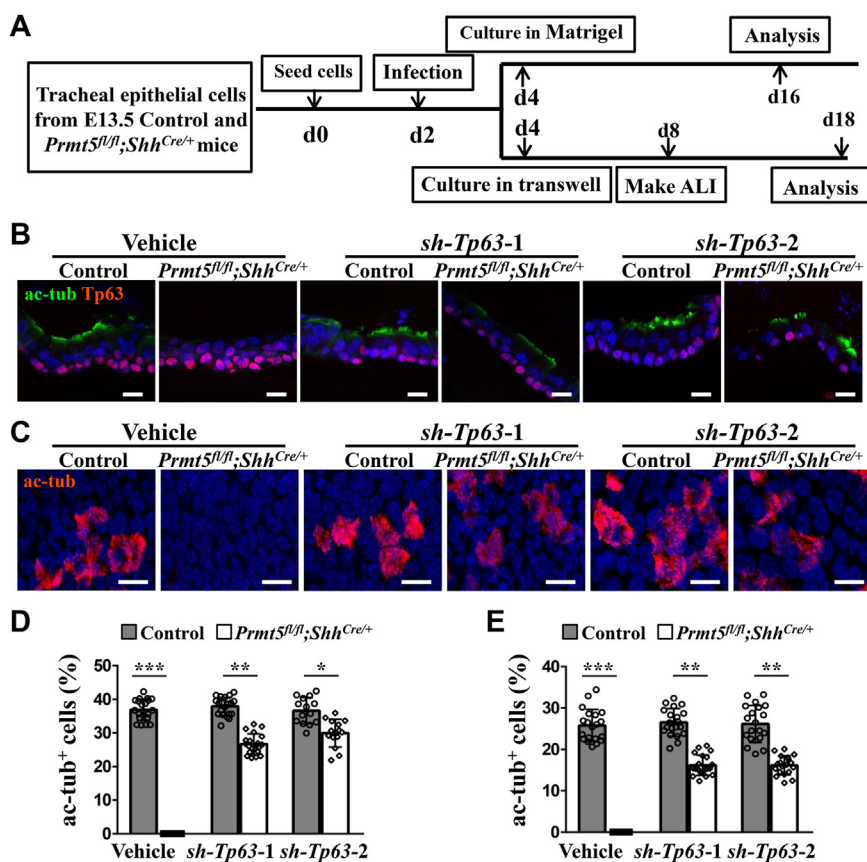 A
Culture in Matrigel
Analysis
Seed cells
Infection
Tracheal epithelial cells
from E13.5 Control and
Prmt5fl/fl;ShhCre/+ mice
d0
d2
d4
d16
d4
d8
d18
Culture in transwell
Make ALI
Analysis
B
Vehicle
sh-Tp63-1
sh-Tp63-2
Control
Prmt5fl/fl;ShhCre/+
Control
Prmt5fl/fl;ShhCre/+
Control
Prmt5fl/fl;ShhCre/+
ac-tub Tp63
C
Vehicle
sh-Tp63-1
sh-Tp63-2
Control
Prmt5fl/fl;ShhCre/+
Control
Prmt5fl/fl;ShhCre/+
Control
Prmt5fl/fl;ShhCre/+
ac-tub
D
Control
Prmt5fl/fl;ShhCre/+
ac-tub+ cells (%)
50
40
30
20
10
0
***
**
*
Vehicle
sh-Tp63-1
sh-Tp63-2
E
Control
Prmt5fl/fl;ShhCre/+
ac-tub+ cells (%)
40
30
20
10
0
***
**
**
Vehicle
sh-Tp63-1
sh-Tp63-2